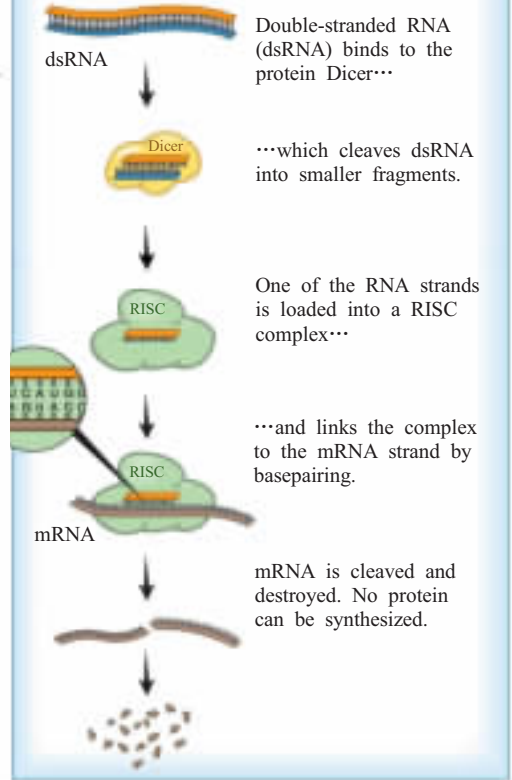 Double-stranded RNA
(dsRNA) binds to the
protein Dicer⋯
dsRNA
Dicer
⋯which cleaves dsRNA
into smaller fragments.
One of the RNA strands
is loaded into a RISC
complex⋯
RISC
⋯and links the complex
to the mRNA strand by
basepairing.
RISC
mRNA
mRNA is cleaved and
destroyed. No protein
can be synthesized.